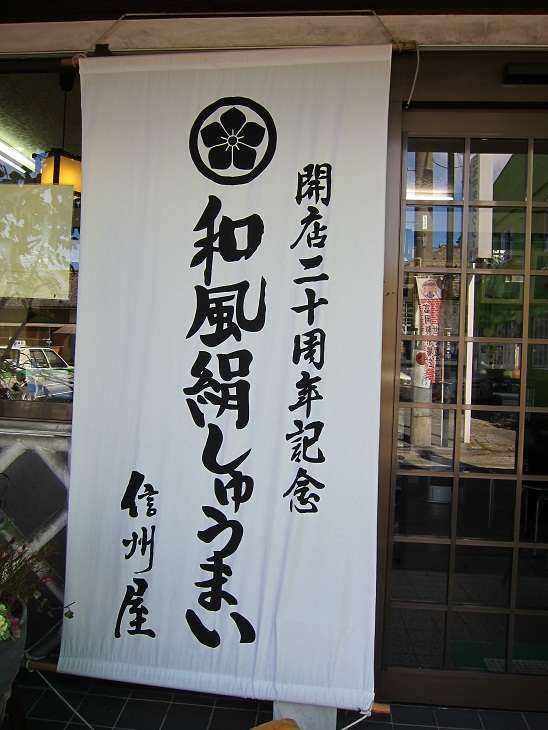 開店二十周年記念
和風絹しゅうまい
信州屋